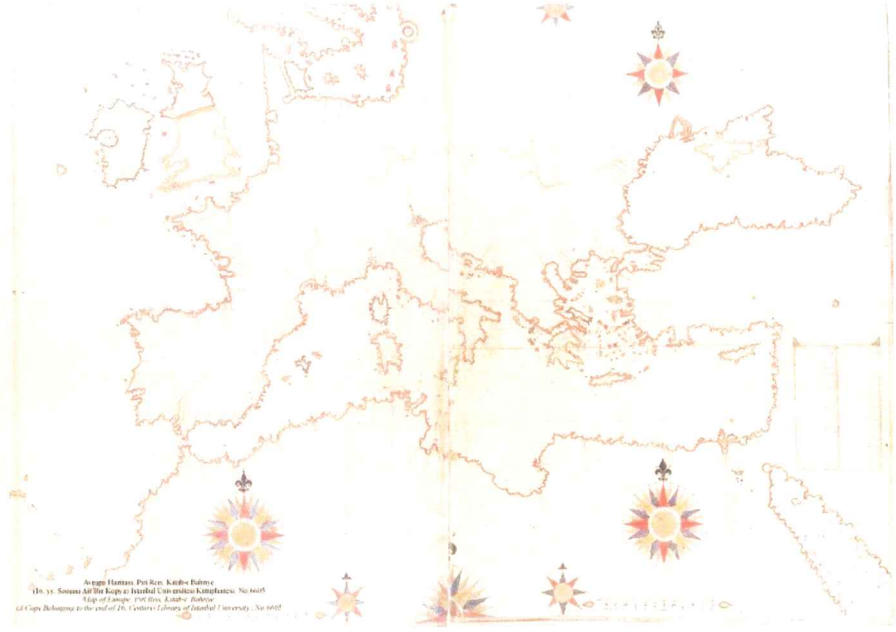 Avrupa Haritası, Piri Reis, Kitab-ı Bahriye
(16. yy. Sonuna Ait Bir Kopya) İstanbul Üniversitesi Kütüphanesi, No.6605
Map of Europe, Piri Reis, Kitab-ı Bahriye
(A Copy Belonging to the end of 16. Century) Library of Istanbul University, No.6605